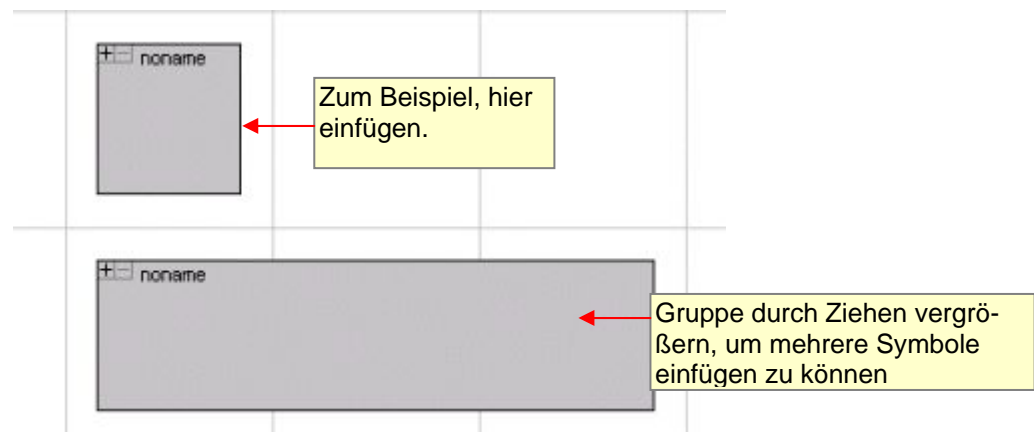 noname
Zum Beispiel, hier
einfügen.
noname
Gruppe durch Ziehen vergrö-
ßern, um mehrere Symbole
einfügen zu können